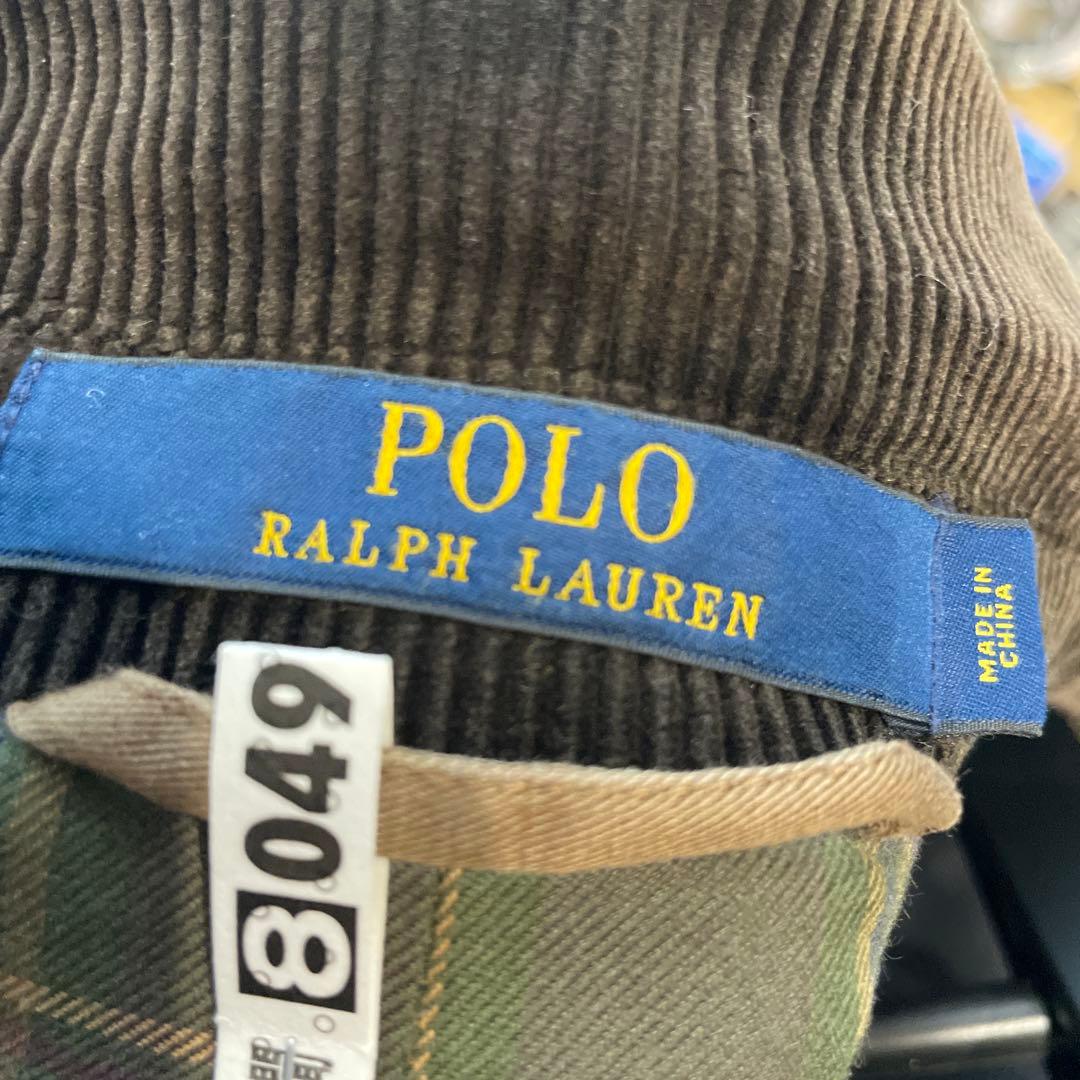 POLO
RALPH LAUREN
MADE IN
CHINA
8049